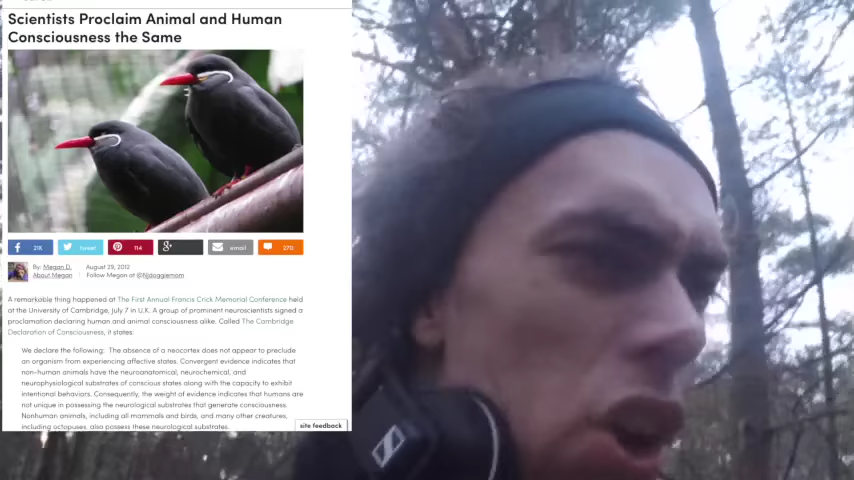 Scientists Proclaim Animal and Human
Consciousness the Same
21K
tweet
114
g+
email
270
By: Megan D.
August 29, 2012
About Megan
Follow Megan at @Njdoggiemom
A remarkable thing happened at The First Annual Francis Crick Memorial Conference held
at the University of Cambridge, July 7 in U.K. A group of prominent neuroscientists signed a
proclamation declaring human and animal consciousness alike. Called The Cambridge
Declaration of Consciousness, it states:
We declare the following: The absence of a neocortex does not appear to preclude
an organism from experiencing affective states. Convergent evidence indicates that
non-human animals have the neuroanatomical, neurochemical, and
neurophysiological substrates of conscious states along with the capacity to exhibit
intentional behaviors. Consequently, the weight of evidence indicates that humans are
not unique in possessing the neurological substrates that generate consciousness.
Nonhuman animals, including all mammals and birds, and many other creatures,
including octopuses, also possess these neurological substrates.
site feedback